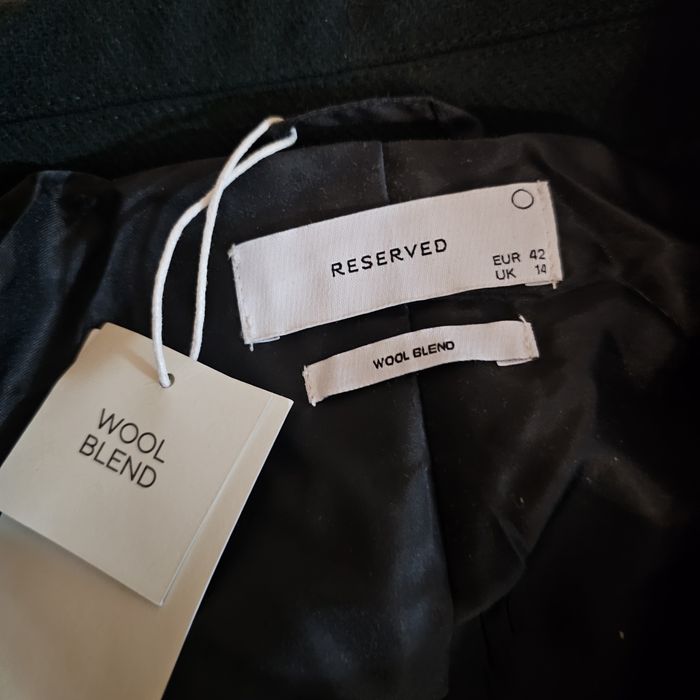 RESERVED
EUR 42
UK 14
WOOL BLEND
WOOL
BLEND